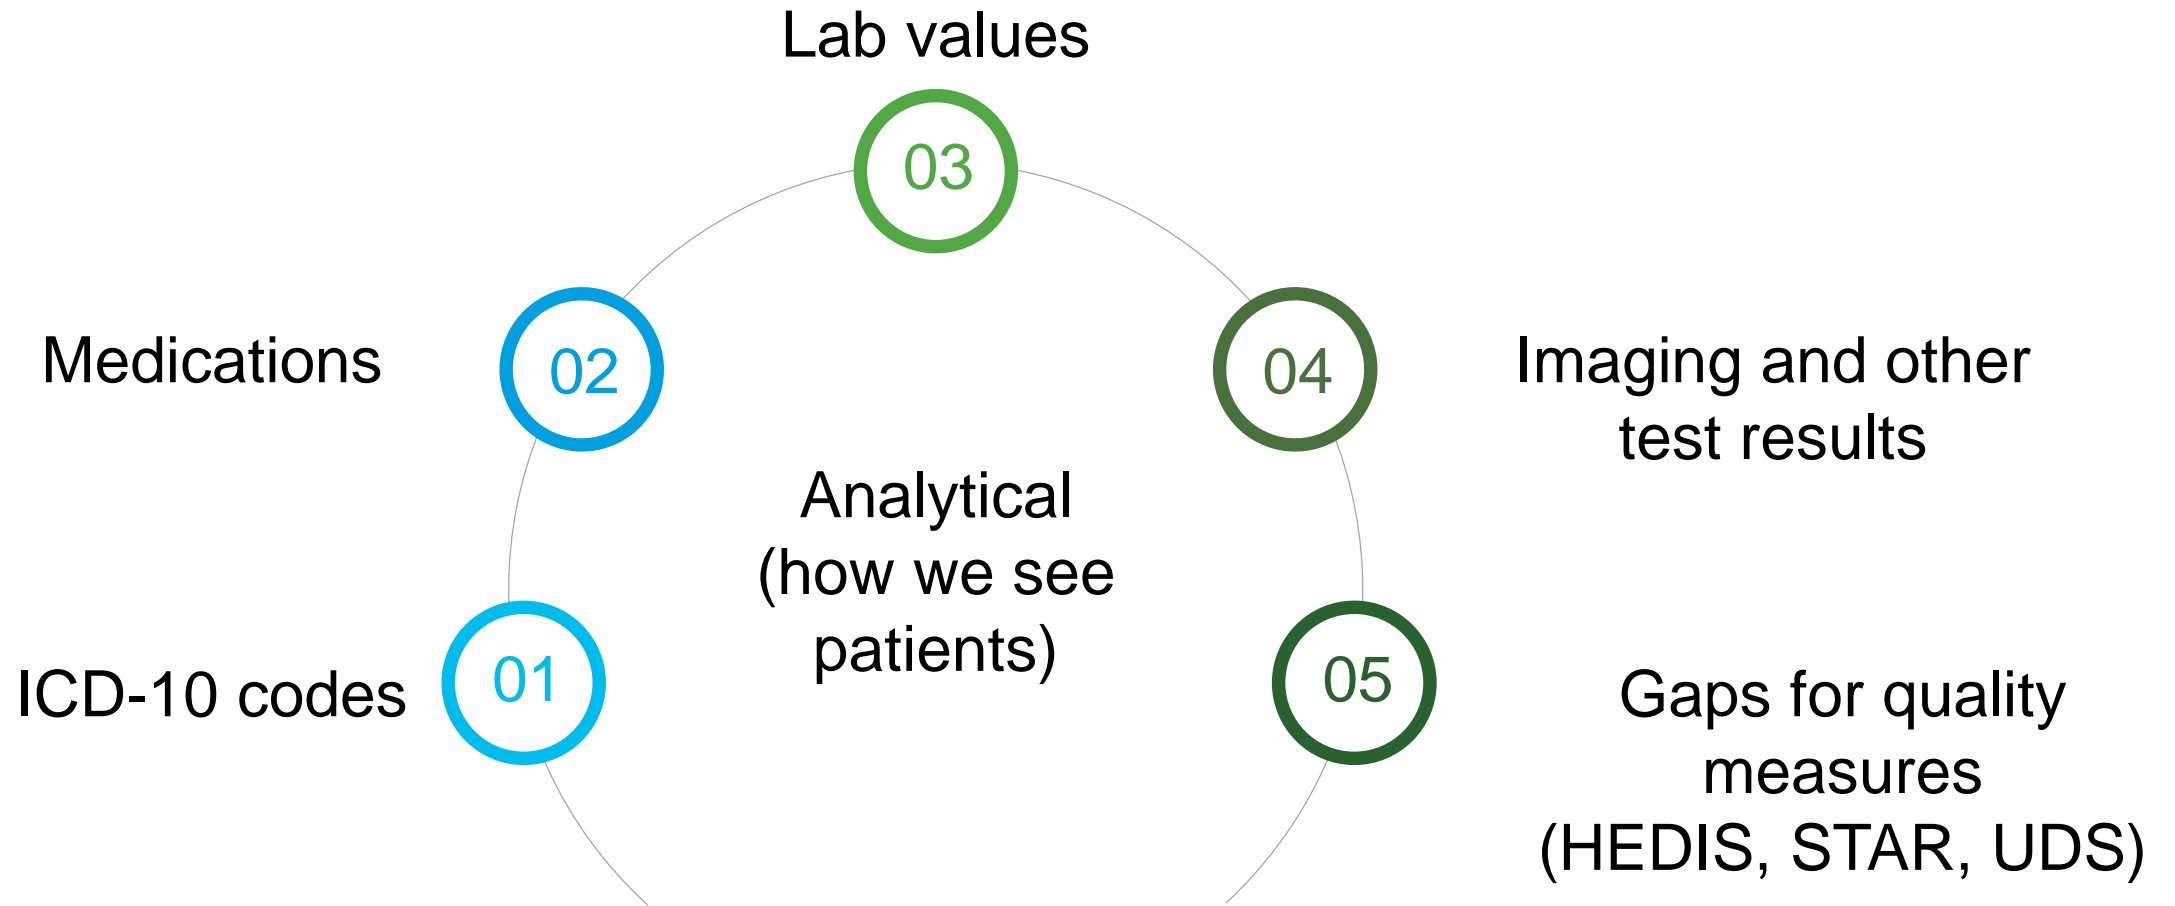 Lab values
03
Medications
02
04
Imaging and other
test results
Analytical
(how we see
patients)
ICD-10 codes
01
05
Gaps for quality
measures
(HEDIS, STAR, UDS)